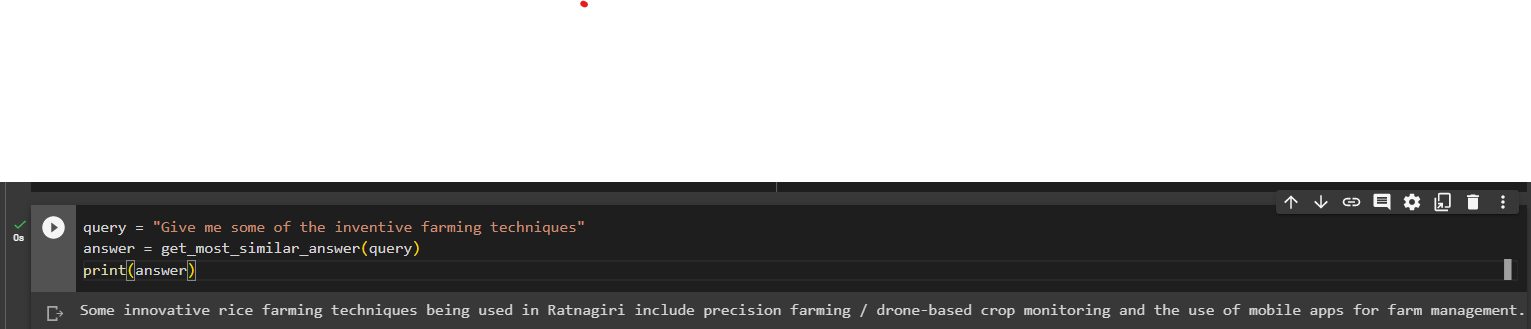 query = "Give me some of the inventive farming techniques"
0s
answer = get_most_similar_answer(query)
print(answer)
Some innovative rice farming techniques being used in Ratnagiri include precision farming / drone-based crop monitoring and the use of mobile apps for farm management.